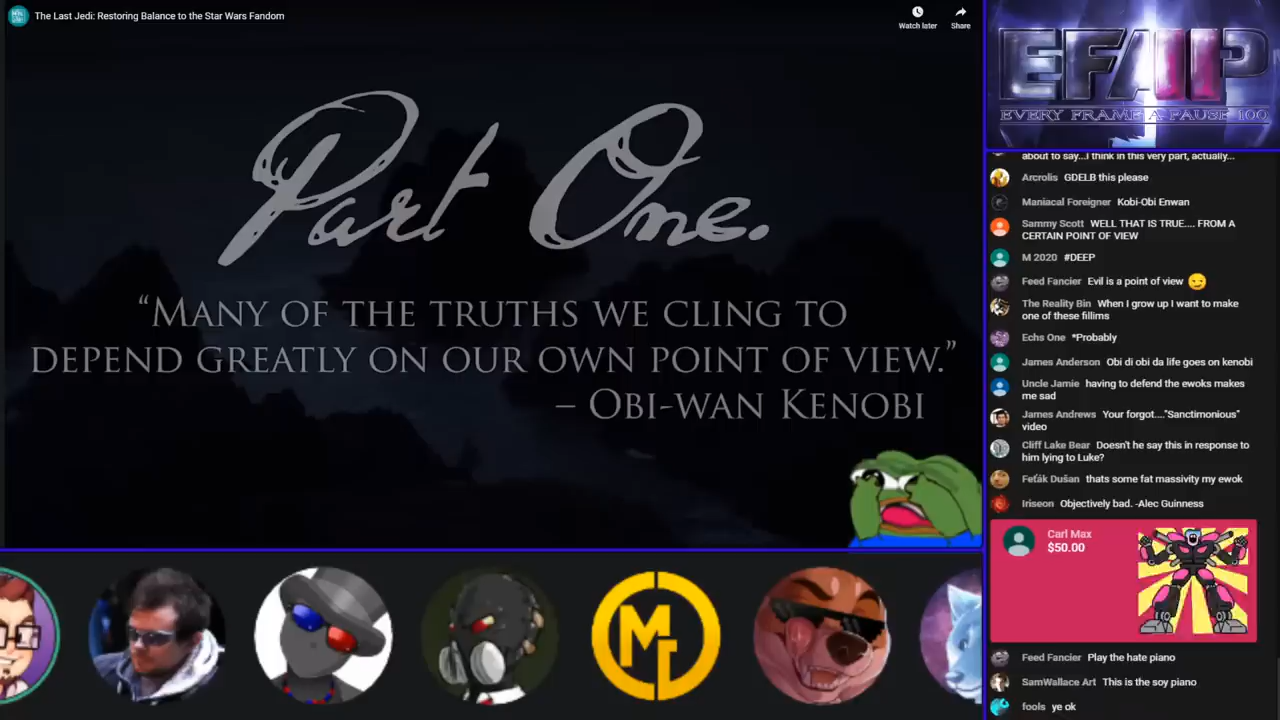 The Last Jedi: Restoring Balance to the Star Wars Fandom
Watch later
Share
Part One.
“Many of the truths we cling to
depend greatly on our own point of view.”
– Obi-wan Kenobi
EFAP
EVERY FRAME A PAUSE 100
about to say...I think in this very part, actually...
Arcrolis GDELB this please
Maniacal Foreigner Kobi-Obi Enwan
Sammy Scott WELL THAT IS TRUE.... FROM A
CERTAIN POINT OF VIEW
M 2020 #DEEP
Feed Fancier Evil is a point of view 😏
The Reality Bin When I grow up I want to make
one of these fillims
Echs One *Probably
James Anderson Obi di obi da life goes on kenobi
Uncle Jamie having to defend the ewoks makes
me sad
James Andrews Your forgot...."Sanctimonious"
video
Cliff Lake Bear Doesn't he say this in response to
him lying to Luke?
Feťák Dušan thats some fat massivity my ewok
Iriseon Objectively bad. -Alec Guinness
Carl Max
$50.00
Feed Fancier Play the hate piano
SamWallace Art This is the soy piano
fools ye ok